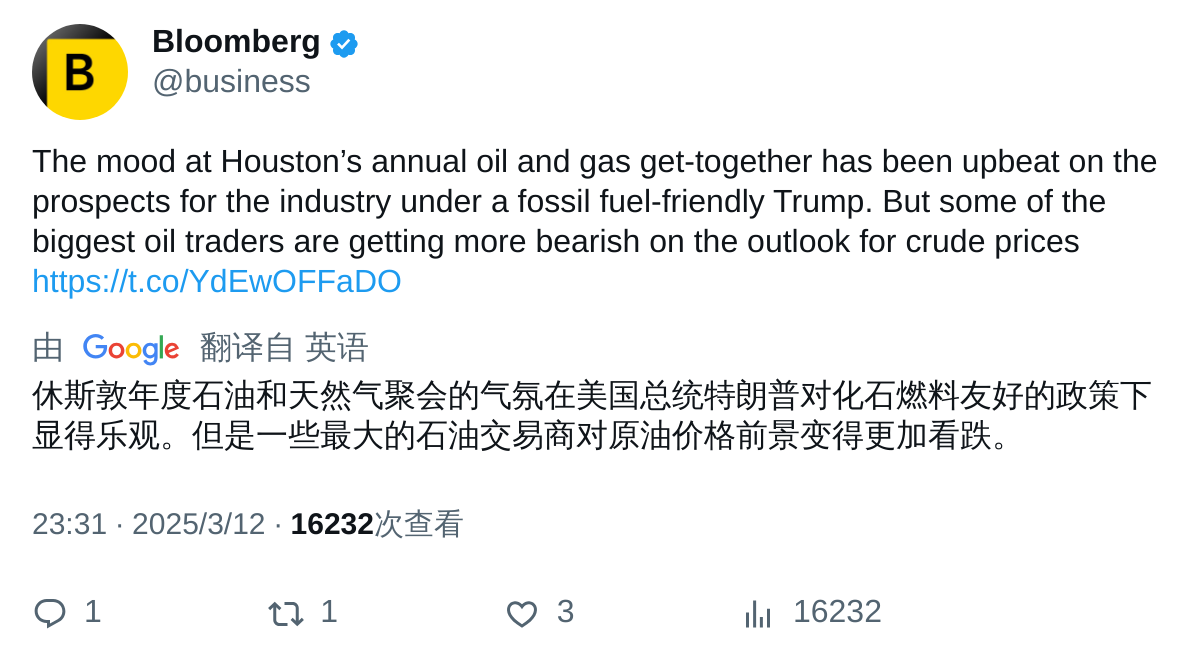 B
Bloomberg
@business
The mood at Houston’s annual oil and gas get-together has been upbeat on the
prospects for the industry under a fossil fuel-friendly Trump. But some of the
biggest oil traders are getting more bearish on the outlook for crude prices
https://t.co/YdEwOFFaDO
由 Google 翻译自 英语
休斯敦年度石油和天然气聚会的气氛在美国总统特朗普对化石燃料友好的政策下
显得乐观。但是一些最大的石油交易商对原油价格前景变得更加看跌。
23:31 · 2025/3/12 · 16232次查看
1 1 3 16232